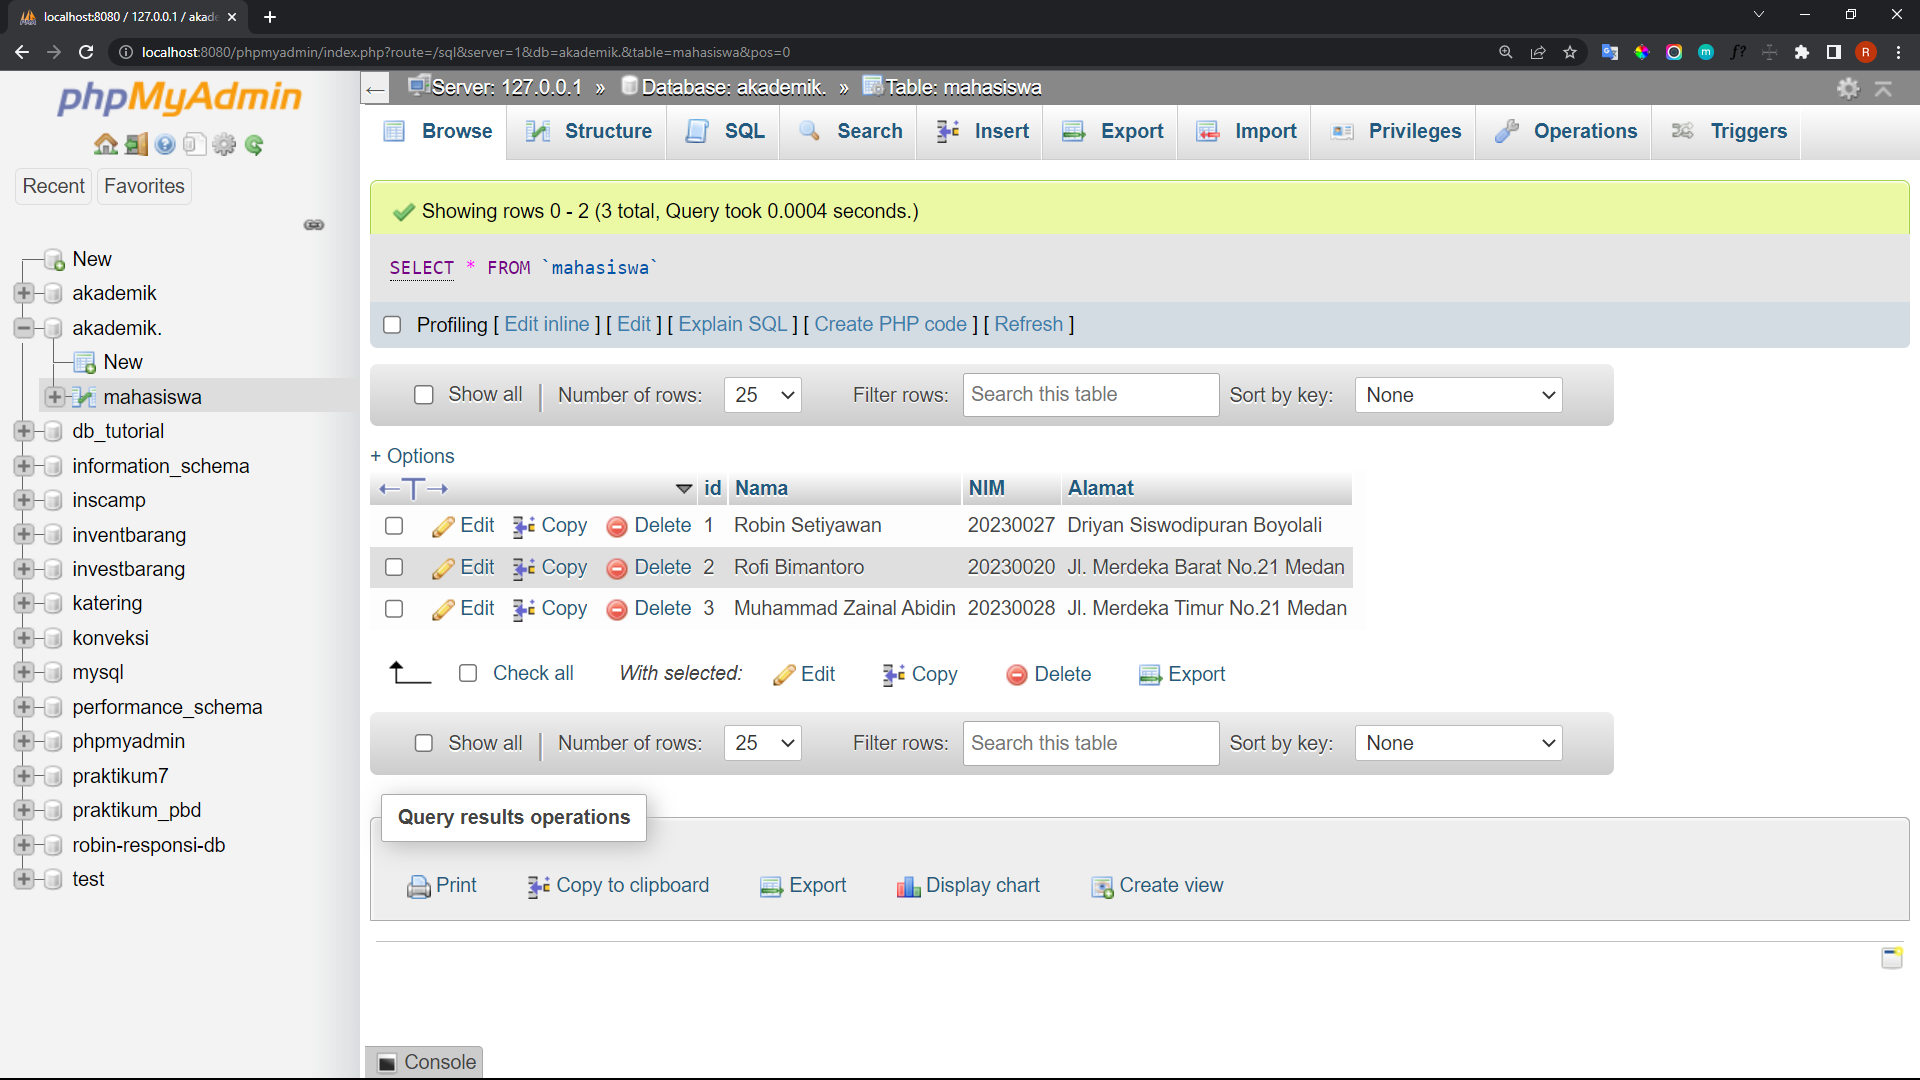 localhost:8080 / 127.0.0.1 / akade
localhost:8080/phpmyadmin/index.php?route=/sql&server=1&db=akademik.&table=mahasiswa&pos=0
R
phpMyAdmin
Recent Favorites
New
akademik
akademik.
New
mahasiswa
db_tutorial
information_schema
inscamp
inventbarang
investbarang
katering
konveksi
mysql
performance_schema
phpmyadmin
praktikum7
praktikum_pbd
robin-responsi-db
test
Server: 127.0.0.1 » Database: akademik. » Table: mahasiswa
Browse Structure SQL Search Insert Export Import Privileges Operations Triggers
Showing rows 0 - 2 (3 total, Query took 0.0004 seconds.)
SELECT * FROM `mahasiswa`
Profiling [ Edit inline ] [ Edit ] [ Explain SQL ] [ Create PHP code ] [ Refresh ]
Show all Number of rows: 25 Filter rows: Search this table Sort by key: None
+ Options
←T→ id Nama NIM Alamat
Edit Copy Delete 1 Robin Setiyawan 20230027 Driyan Siswodipuran Boyolali
Edit Copy Delete 2 Rofi Bimantoro 20230020 Jl. Merdeka Barat No.21 Medan
Edit Copy Delete 3 Muhammad Zainal Abidin 20230028 Jl. Merdeka Timur No.21 Medan
Check all With selected: Edit Copy Delete Export
Show all Number of rows: 25 Filter rows: Search this table Sort by key: None
Query results operations
Print Copy to clipboard Export Display chart Create view
Console